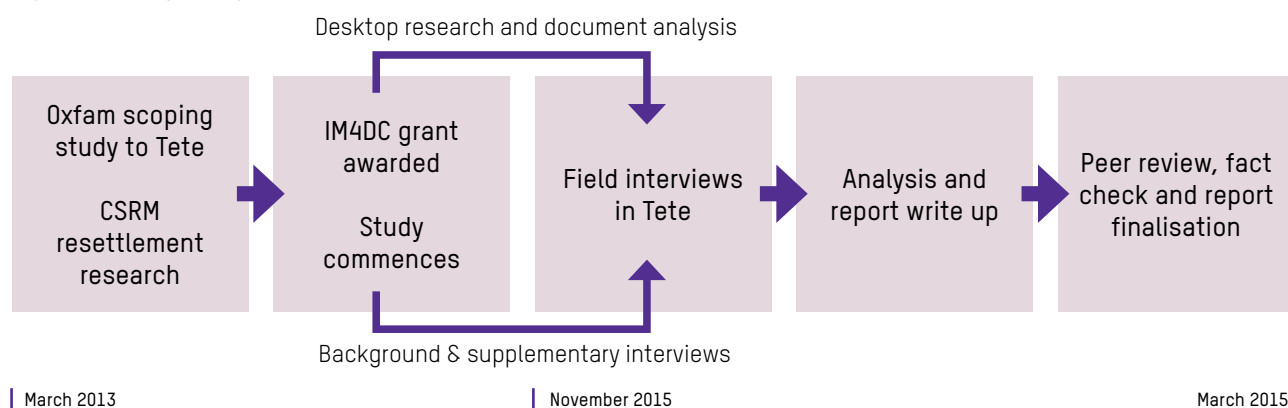 Desktop research and document analysis
Oxfam scoping
study to Tete
CSRM
resettlement
research
IM4DC grant
awarded
Study
commences
Field interviews
in Tete
Analysis and
report write up
Peer review, fact
check and report
finalisation
Background & supplementary interviews
March 2013
November 2015
March 2015